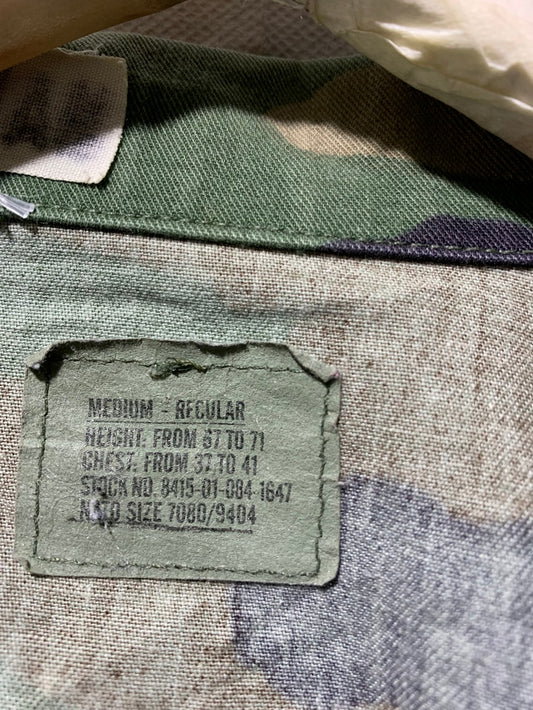 MEDIUM - REGULAR
HEIGHT. FROM 67 TO 71
CHEST. FROM 37 TO 41
STOCK NO. 8415-01-084-1647
NATO SIZE 7080/9404